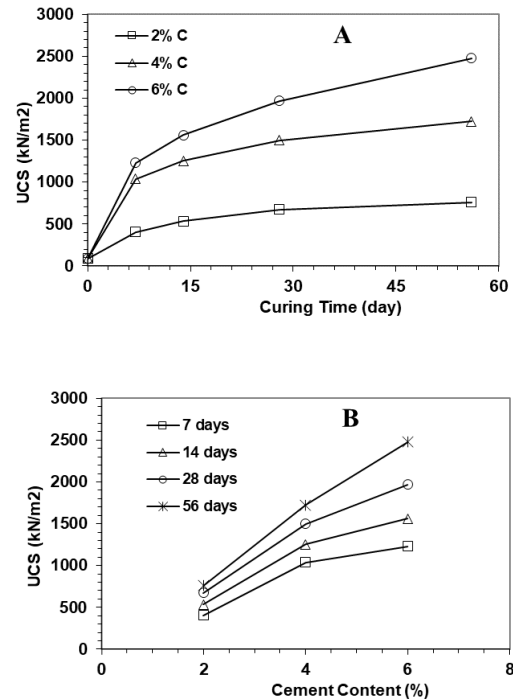 A
3000
2500
2000
1500
1000
500
0
UCS (kN/m2)
2% C
4% C
6% C
0 15 30 45 60
Curing Time (day)
B
3000
2500
2000
1500
1000
500
0
UCS (kN/m2)
7 days
14 days
28 days
56 days
0 2 4 6 8
Cement Content (%)